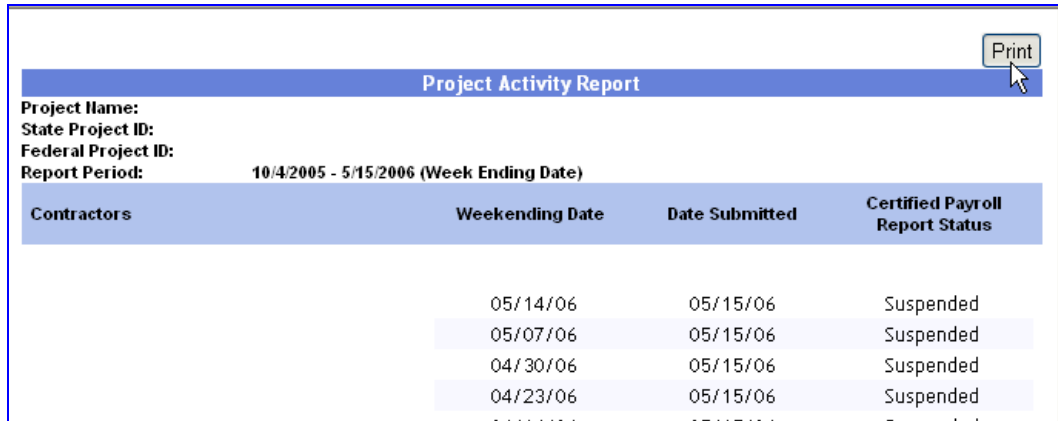 Print
Project Activity Report
Project Name:
State Project ID:
Federal Project ID:
Report Period: 10/4/2005 - 5/15/2006 (Week Ending Date)
Contractors Weekending Date Date Submitted Certified Payroll Report Status
05/14/06 05/15/06 Suspended
05/07/06 05/15/06 Suspended
04/30/06 05/15/06 Suspended
04/23/06 05/15/06 Suspended